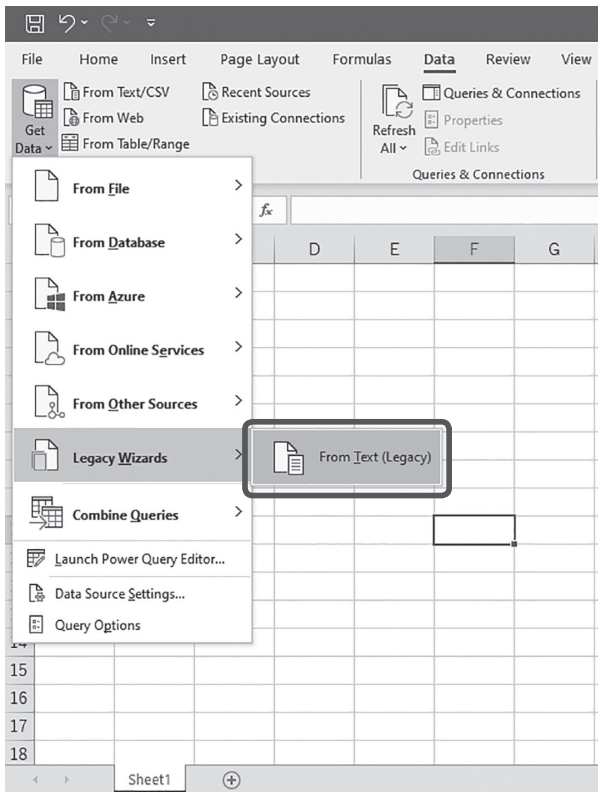 File Home Insert Page Layout Formulas Data Review View
Get Data
From Text/CSV
From Web
From Table/Range
Recent Sources
Existing Connections
Refresh All
Queries & Connections
Properties
Edit Links
Queries & Connections
fx
D E F G
From File
From Database
From Azure
From Online Services
From Other Sources
Legacy Wizards
From Text (Legacy)
Combine Queries
Launch Power Query Editor...
Data Source Settings...
Query Options
15
16
17
18
Sheet1